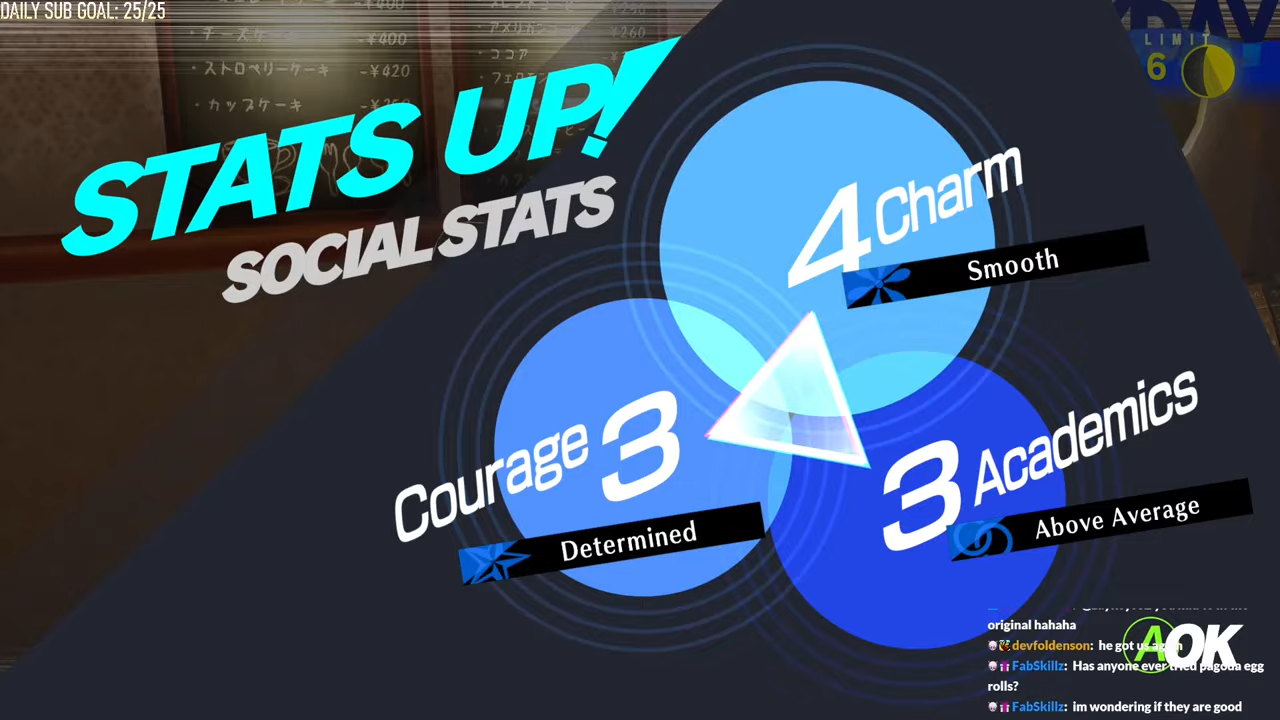 DAILY SUB GOAL: 25/25
・チーズケーキ -¥400
・ストロベリーケーキ -¥420
・カップケーキ
¥260
・ココア
LIMIT
6
STATS UP!
SOCIAL STATS
4 Charm
Smooth
Courage 3
Determined
3 Academics
Above Average
original hahaha
devfoldenson: he got us again
FabSkillz: Has anyone ever tried pagoda egg
rolls?
FabSkillz: im wondering if they are good
A OK